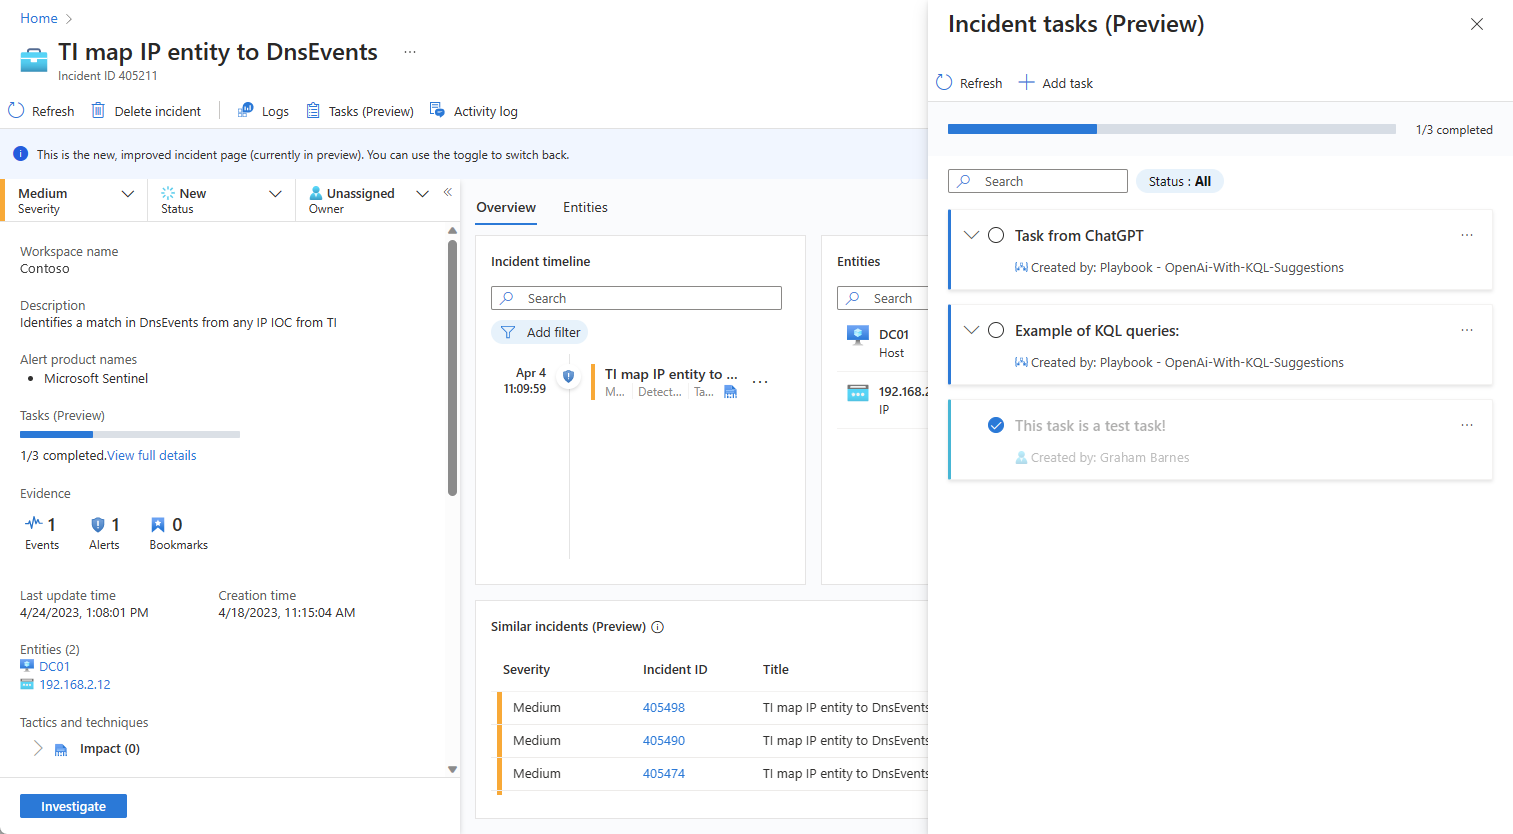 Home
TI map IP entity to DnsEvents
Incident ID 405211
Refresh Delete incident Logs Tasks (Preview) Activity log
This is the new, improved incident page (currently in preview). You can use the toggle to switch back.
Medium
Severity
New
Status
Unassigned
Owner
Workspace name
Contoso
Description
Identifies a match in DnsEvents from any IP IOC from TI
Alert product names
Microsoft Sentinel
Tasks (Preview)
1/3 completed.View full details
Evidence
1 1 0
Events Alerts Bookmarks
Last update time Creation time
4/24/2023, 1:08:01 PM 4/18/2023, 11:15:04 AM
Entities (2)
DC01
192.168.2.12
Tactics and techniques
Impact (0)
Investigate
Overview Entities
Incident timeline
Search
Add filter
Apr 4
11:09:59
TI map IP entity to ...
M... Detect... Ta...
Entities
Search
DC01
Host
192.168.2
IP
Similar incidents (Preview)
Severity Incident ID Title
Medium 405498 TI map IP entity to DnsEvents
Medium 405490 TI map IP entity to DnsEvents
Medium 405474 TI map IP entity to DnsEvents
Incident tasks (Preview)
Refresh Add task
1/3 completed
Search Status : All
Task from ChatGPT
Created by: Playbook - OpenAi-With-KQL-Suggestions
Example of KQL queries:
Created by: Playbook - OpenAi-With-KQL-Suggestions
This task is a test task!
Created by: Graham Barnes